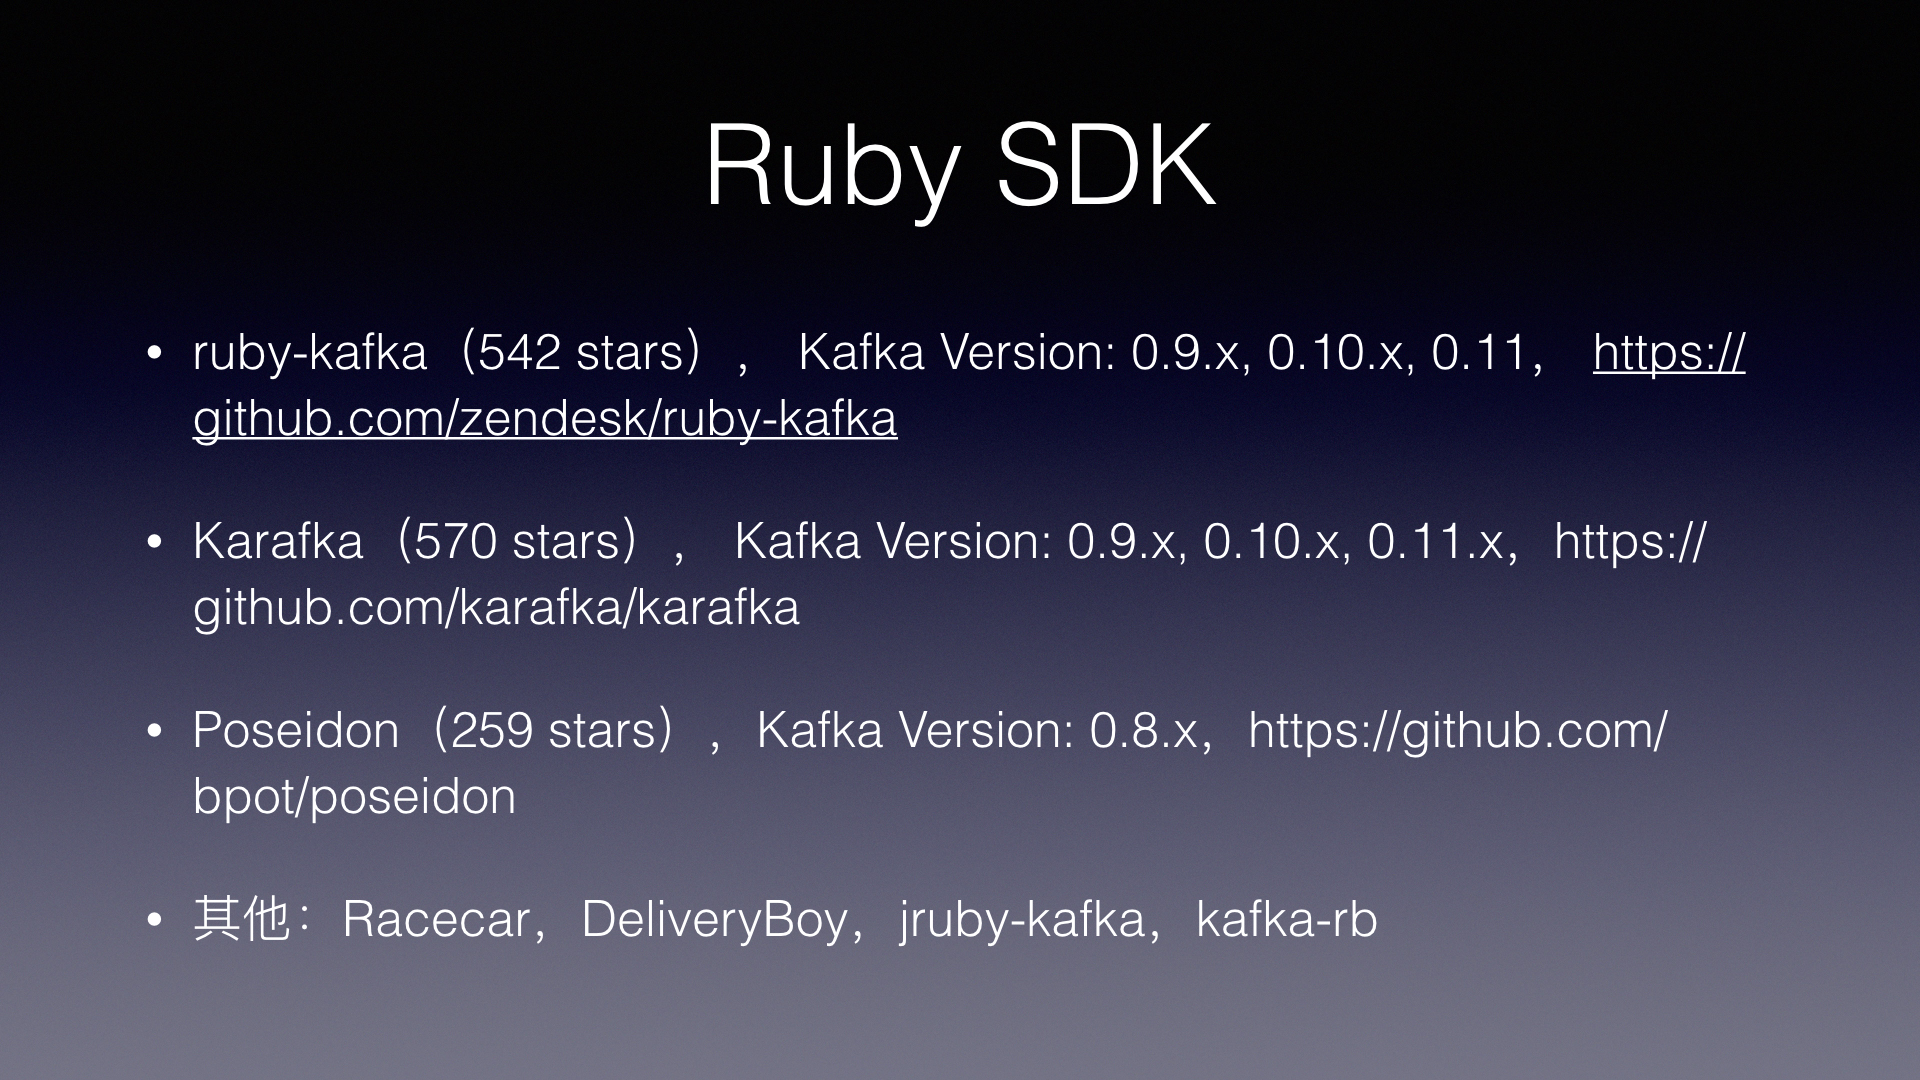 Ruby SDK
• ruby-kafka（542 stars）， Kafka Version: 0.9.x, 0.10.x, 0.11， https://
github.com/zendesk/ruby-kafka
• Karafka（570 stars）， Kafka Version: 0.9.x, 0.10.x, 0.11.x，https://
github.com/karafka/karafka
• Poseidon（259 stars），Kafka Version: 0.8.x，https://github.com/
bpot/poseidon
• 其他：Racecar，DeliveryBoy，jruby-kafka，kafka-rb